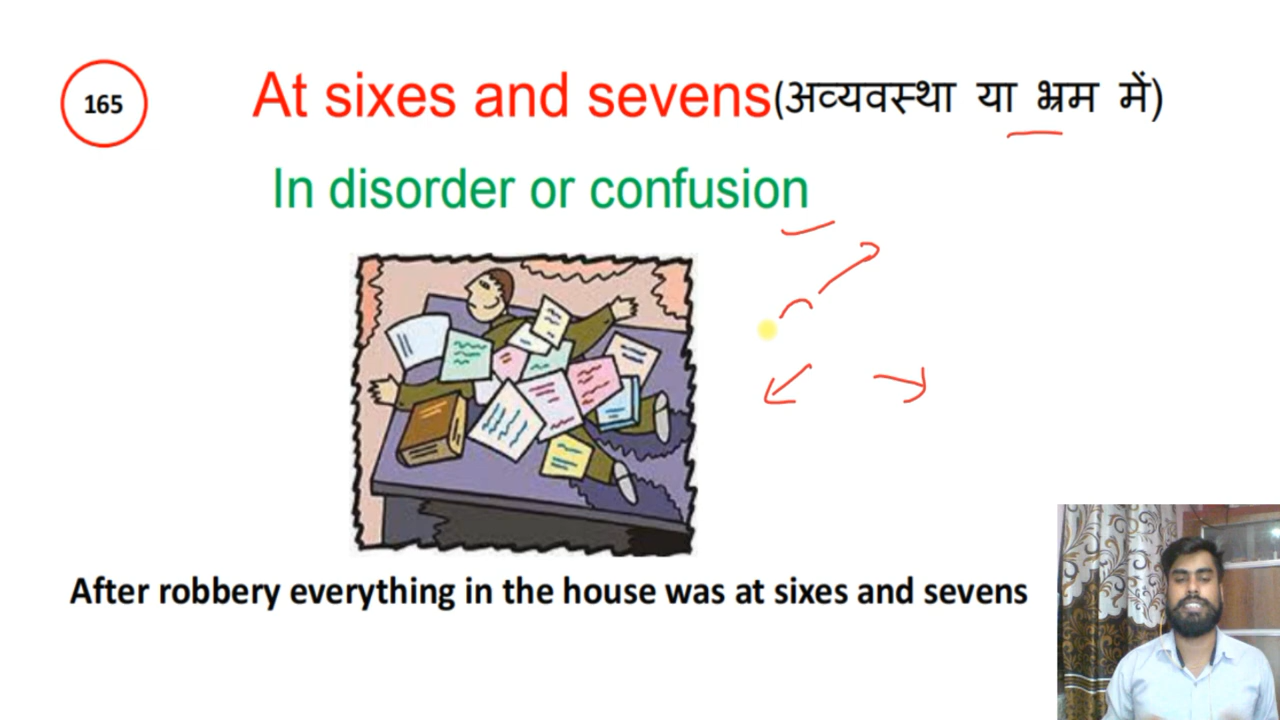 165
At sixes and sevens(अव्यवस्था या भ्रम में)
In disorder or confusion
After robbery everything in the house was at sixes and sevens